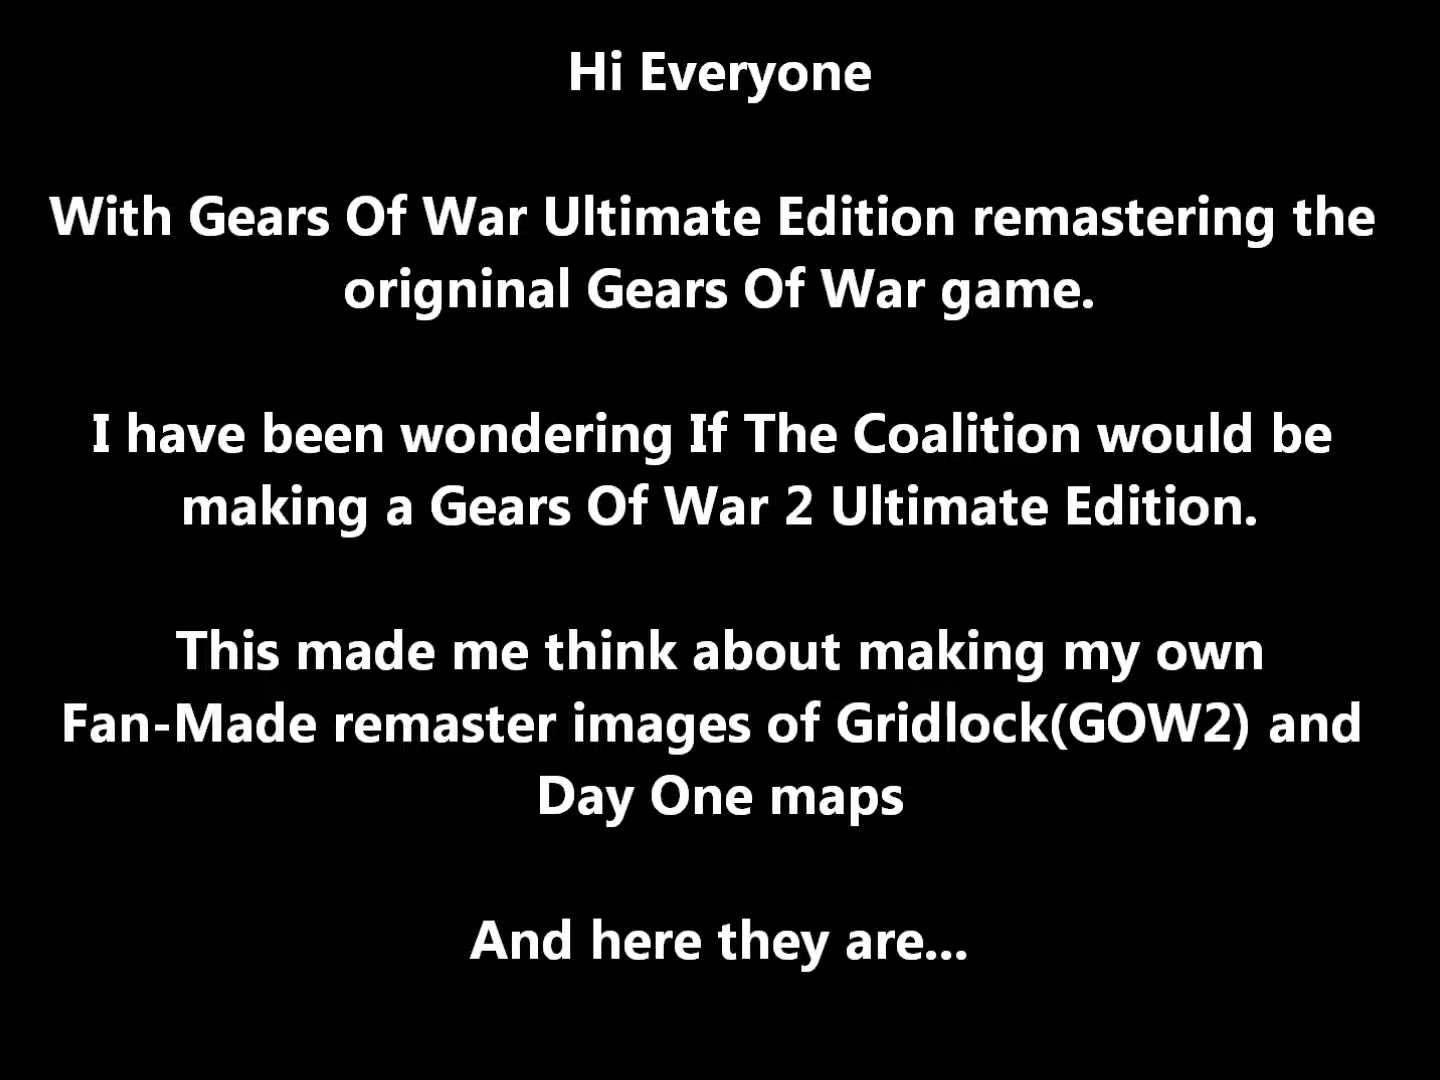 Hi Everyone
With Gears Of War Ultimate Edition remastering the
origninal Gears Of War game.
I have been wondering If The Coalition would be
making a Gears Of War 2 Ultimate Edition.
This made me think about making my own
Fan-Made remaster images of Gridlock(GOW2) and
Day One maps
And here they are...